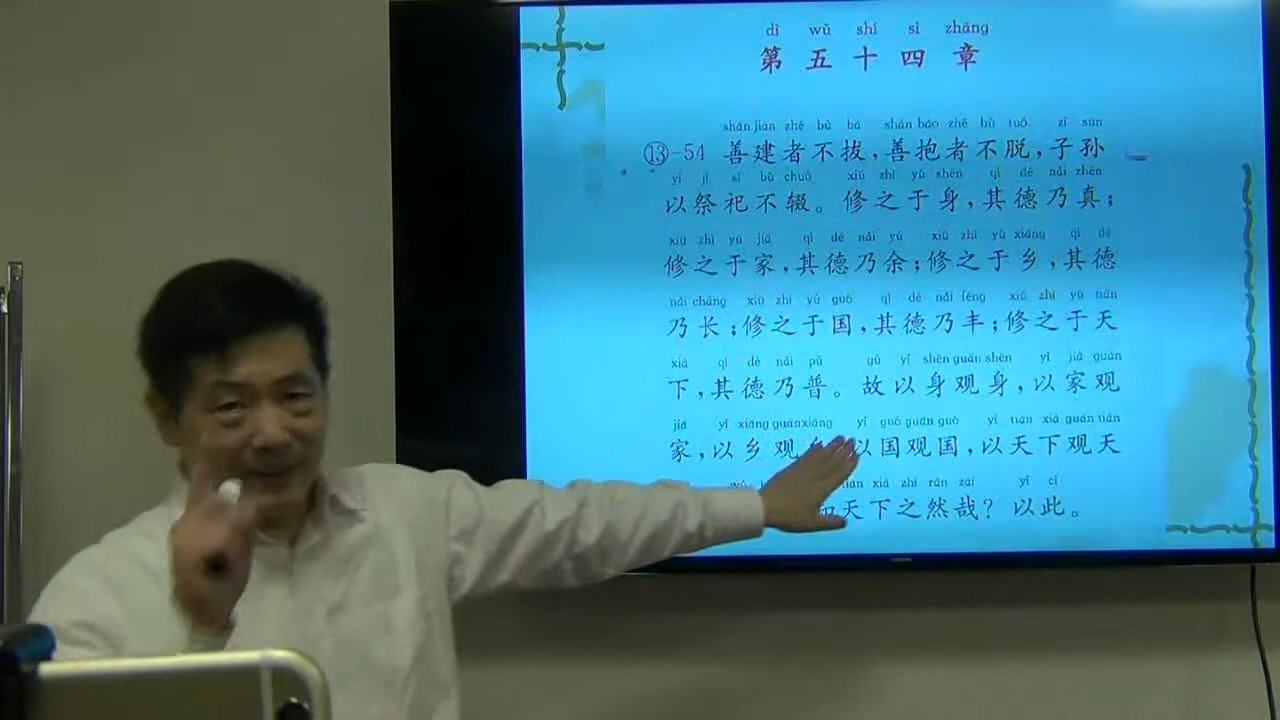 dì wǔ shí sì zhāng
第五十四章
shàn jiàn zhě bù bá shàn bào zhě bù tuō zǐ sūn
⑬-54 善建者不拔,善抱者不脱,子孙
yǐ jì sì bù chuò xiū zhī yú shēn qí dé nǎi zhēn
以祭祀不辍。修之于身,其德乃真;
xiū zhī yú jiā qí dé nǎi yú xiū zhī yú xiāng qí dé
修之于家,其德乃余;修之于乡,其德
nǎi cháng xiū zhī yú guó qí dé nǎi fēng xiū zhī yú tiān
乃长;修之于国,其德乃丰;修之于天
xià qí dé nǎi pǔ gù yǐ shēn guān shēn yǐ jiā guān
下,其德乃普。故以身观身,以家观
jiā yǐ xiāng guān xiāng yǐ guó guān guó yǐ tiān xià guān tiān
家,以乡观乡,以国观国,以天下观天
tiān xià zhī rán zāi yǐ cǐ
知天下之然哉?以此。